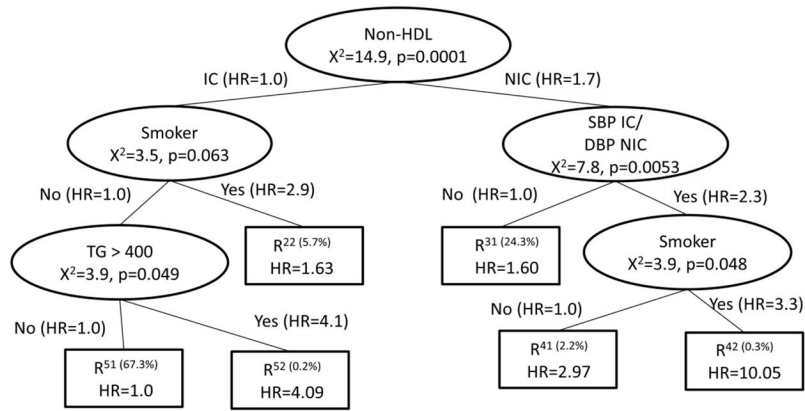 Non-HDL
X²=14.9, p=0.0001
IC (HR=1.0)
NIC (HR=1.7)
Smoker
X²=3.5, p=0.063
SBP IC/
DBP NIC
X²=7.8, p=0.0053
No (HR=1.0)
Yes (HR=2.9)
No (HR=1.0)
Yes (HR=2.3)
TG > 400
X²=3.9, p=0.049
R²² (5.7%)
HR=1.63
R³¹ (24.3%)
HR=1.60
Smoker
X²=3.9, p=0.048
No (HR=1.0)
Yes (HR=4.1)
No (HR=1.0)
Yes (HR=3.3)
R⁵¹ (67.3%)
HR=1.0
R⁵² (0.2%)
HR=4.09
R⁴¹ (2.2%)
HR=2.97
R⁴² (0.3%)
HR=10.05